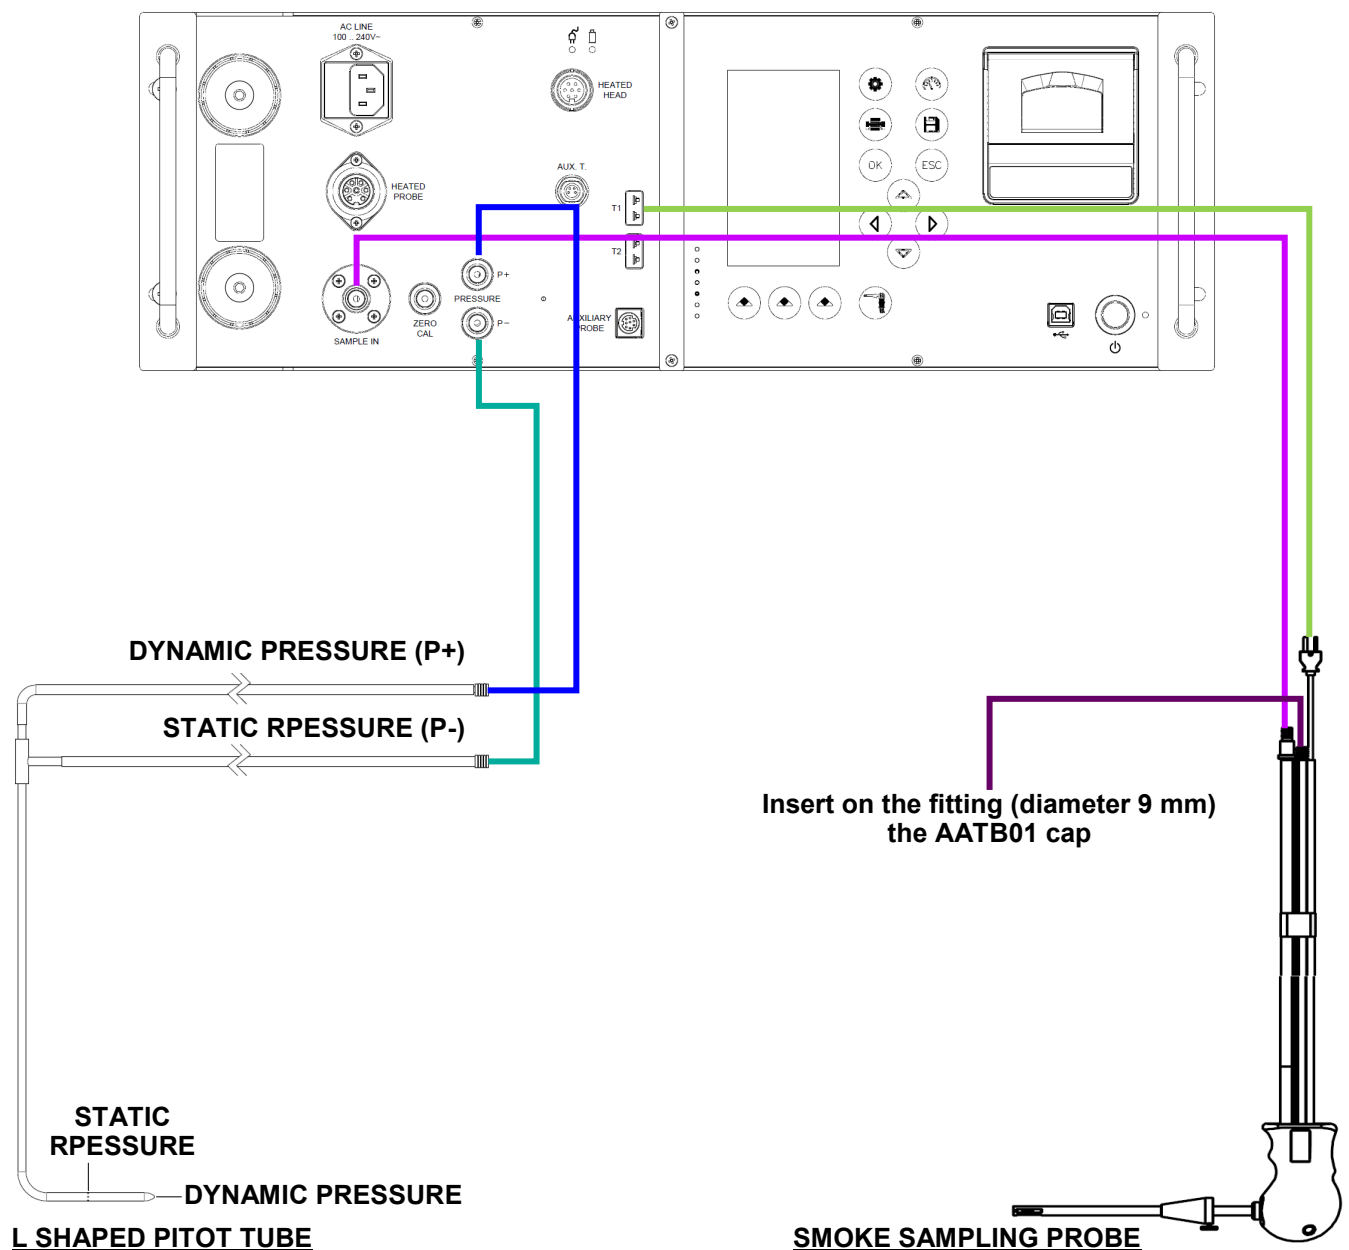 AC LINE
100 .. 240V~
HEATED
HEAD
AUX. T.
HEATED
PROBE
T1
T2
OK
ESC
P+
PRESSURE
P−
ZERO
CAL
SAMPLE IN
AUXILIARY
PROBE
DYNAMIC PRESSURE (P+)
STATIC RPESSURE (P-)
Insert on the fitting (diameter 9 mm)
the AATB01 cap
STATIC
RPESSURE
DYNAMIC PRESSURE
L SHAPED PITOT TUBE
SMOKE SAMPLING PROBE